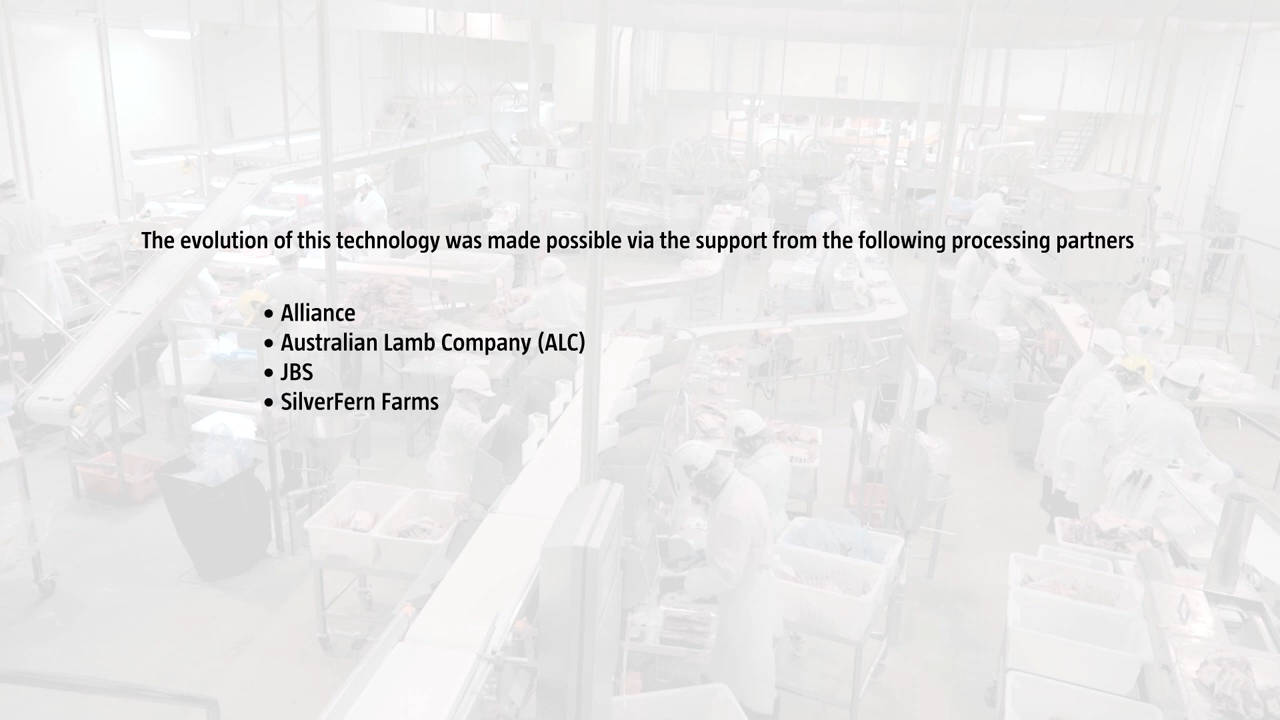 The evolution of this technology was made possible via the support from the following processing partners
• Alliance
• Australian Lamb Company (ALC)
• JBS
• SilverFern Farms